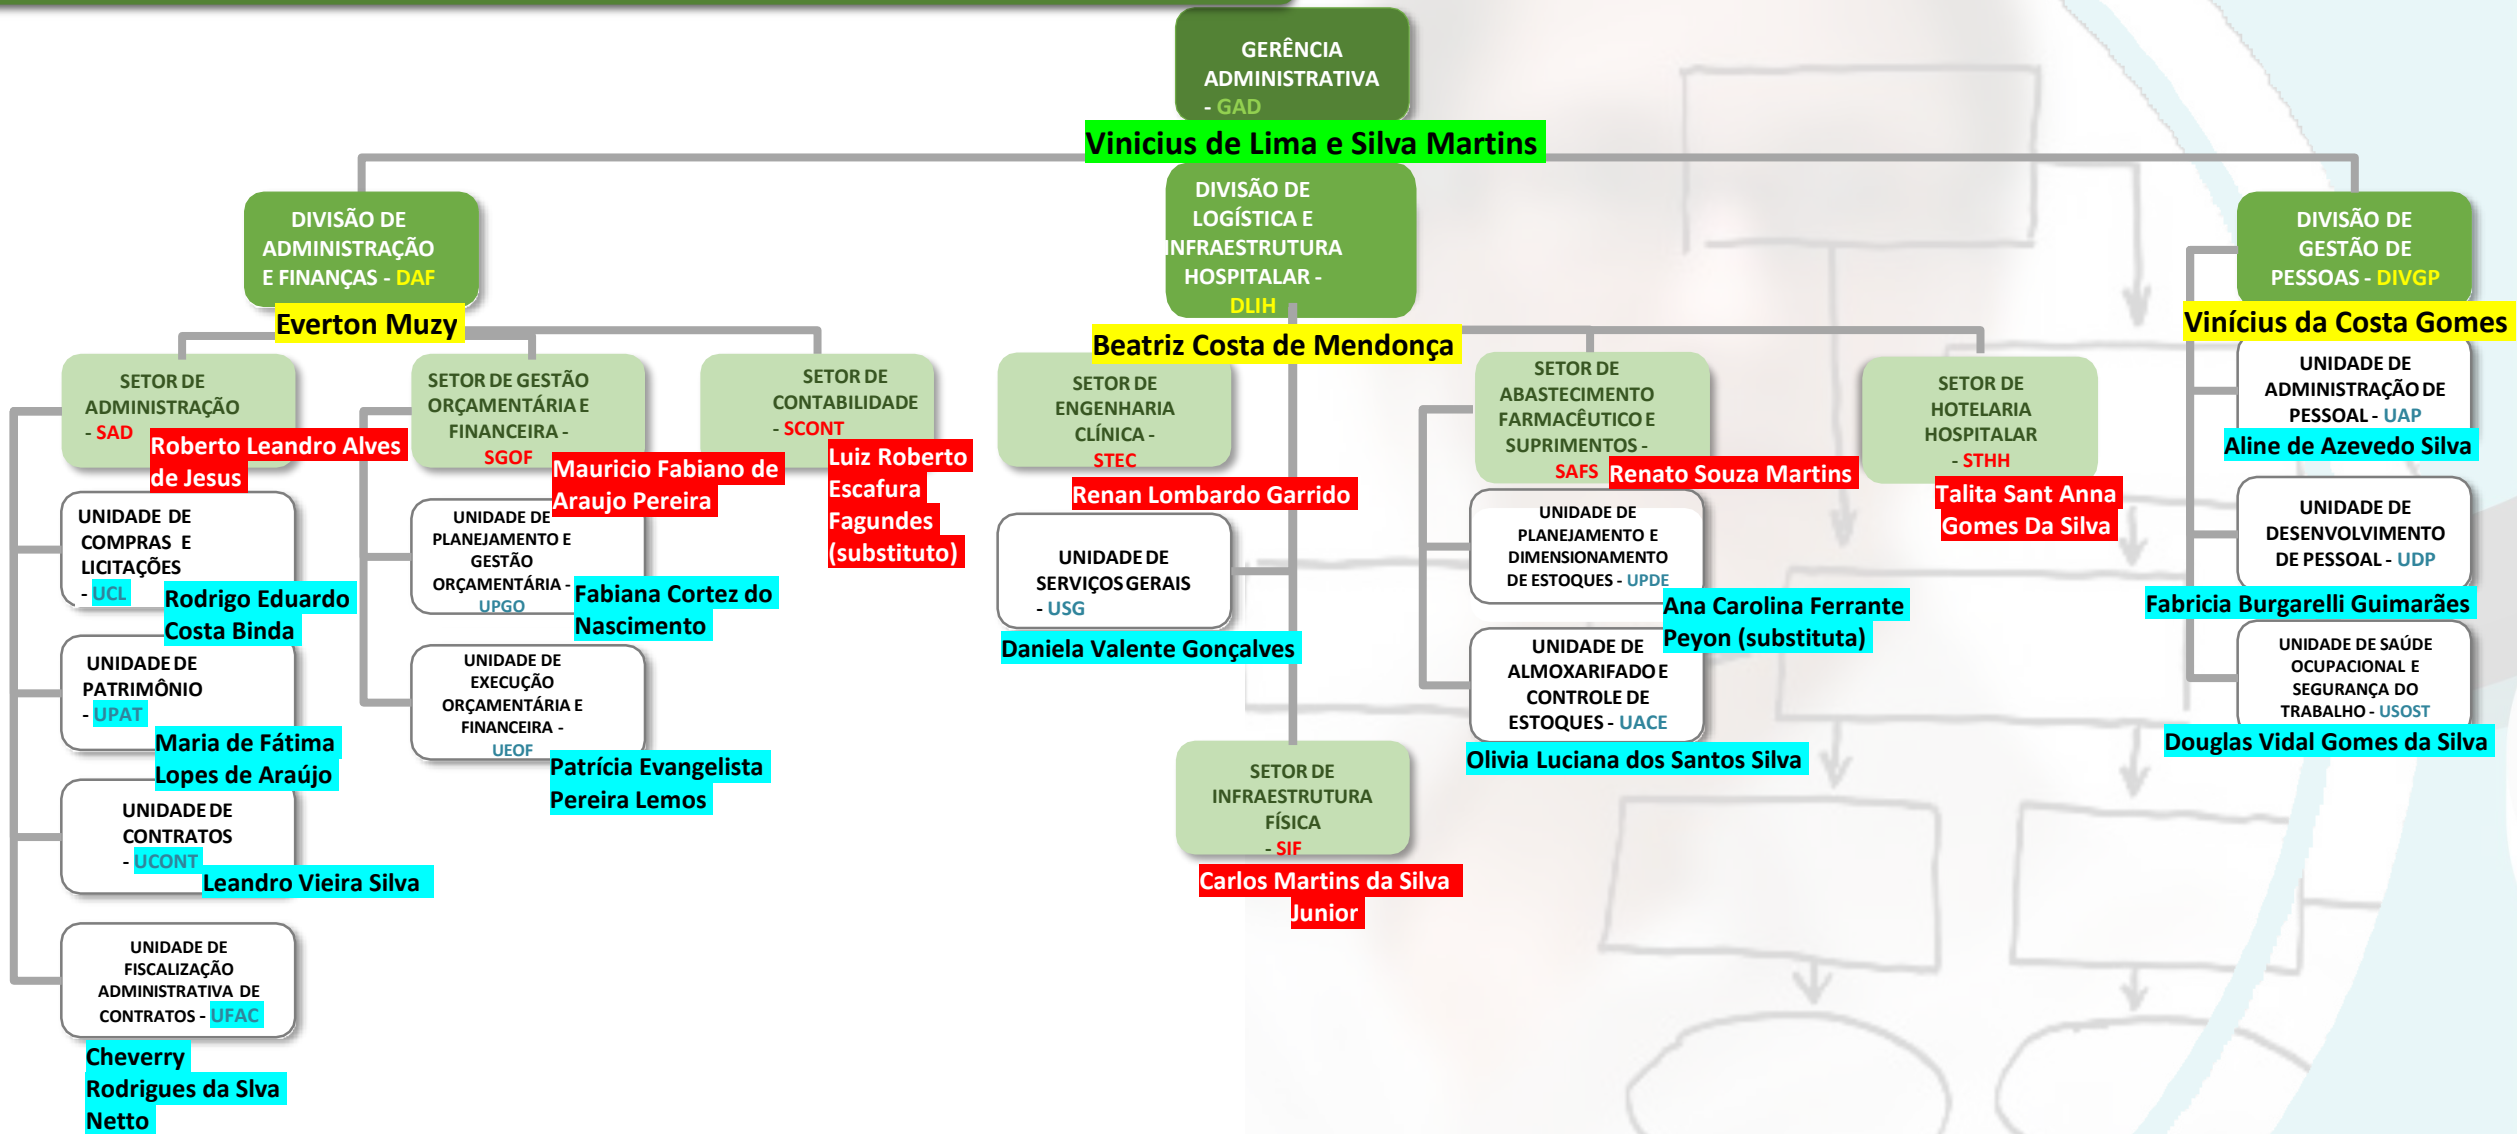 GERÊNCIA
ADMINISTRATIVA
- GAD
Vinicius de Lima e Silva Martins
DIVISÃO DE
ADMINISTRAÇÃO
E FINANÇAS - DAF
Everton Muzy
DIVISÃO DE
LOGÍSTICA E
INFRAESTRUTURA
HOSPITALAR -
DLIH
Beatriz Costa de Mendonça
DIVISÃO DE
GESTÃO DE
PESSOAS - DIVGP
Vinícius da Costa Gomes
SETOR DE
ADMINISTRAÇÃO
- SAD
Roberto Leandro Alves
de Jesus
UNIDADE DE
COMPRAS E
LICITAÇÕES
- UCL
Rodrigo Eduardo
Costa Binda
UNIDADE DE
PATRIMÔNIO
- UPAT
Maria de Fátima
Lopes de Araújo
UNIDADE DE
CONTRATOS
- UCONT
Leandro Vieira Silva
UNIDADE DE
FISCALIZAÇÃO
ADMINISTRATIVA DE
CONTRATOS - UFAC
Cheverry
Rodrigues da Slva
Netto
SETOR DE GESTÃO
ORÇAMENTÁRIA E
FINANCEIRA -
SGOF
Mauricio Fabiano de
Araujo Pereira
UNIDADE DE
PLANEJAMENTO E
GESTÃO
ORÇAMENTÁRIA -
UPGO
Fabiana Cortez do
Nascimento
UNIDADE DE
EXECUÇÃO
ORÇAMENTÁRIA E
FINANCEIRA -
UEOF
Patrícia Evangelista
Pereira Lemos
SETOR DE
CONTABILIDADE
- SCONT
Luiz Roberto
Escafura
Fagundes
(substituto)
SETOR DE
ENGENHARIA
CLÍNICA -
STEC
Renan Lombardo Garrido
UNIDADE DE
SERVIÇOS GERAIS
- USG
Daniela Valente Gonçalves
SETOR DE
INFRAESTRUTURA
FÍSICA
- SIF
Carlos Martins da Silva
Junior
SETOR DE
ABASTECIMENTO
FARMACÊUTICO E
SUPRIMENTOS -
SAFS
Renato Souza Martins
UNIDADE DE
PLANEJAMENTO E
DIMENSIONAMENTO
DE ESTOQUES - UPDE
Ana Carolina Ferrante
Peyon (substituta)
UNIDADE DE
ALMOXARIFADO E
CONTROLE DE
ESTOQUES - UACE
Olivia Luciana dos Santos Silva
SETOR DE
HOTELARIA
HOSPITALAR
- STHH
Talita Sant Anna
Gomes Da Silva
UNIDADE DE
ADMINISTRAÇÃO DE
PESSOAL - UAP
Aline de Azevedo Silva
UNIDADE DE
DESENVOLVIMENTO
DE PESSOAL - UDP
Fabricia Burgarelli Guimarães
UNIDADE DE SAÚDE
OCUPACIONAL E
SEGURANÇA DO
TRABALHO - USOST
Douglas Vidal Gomes da Silva